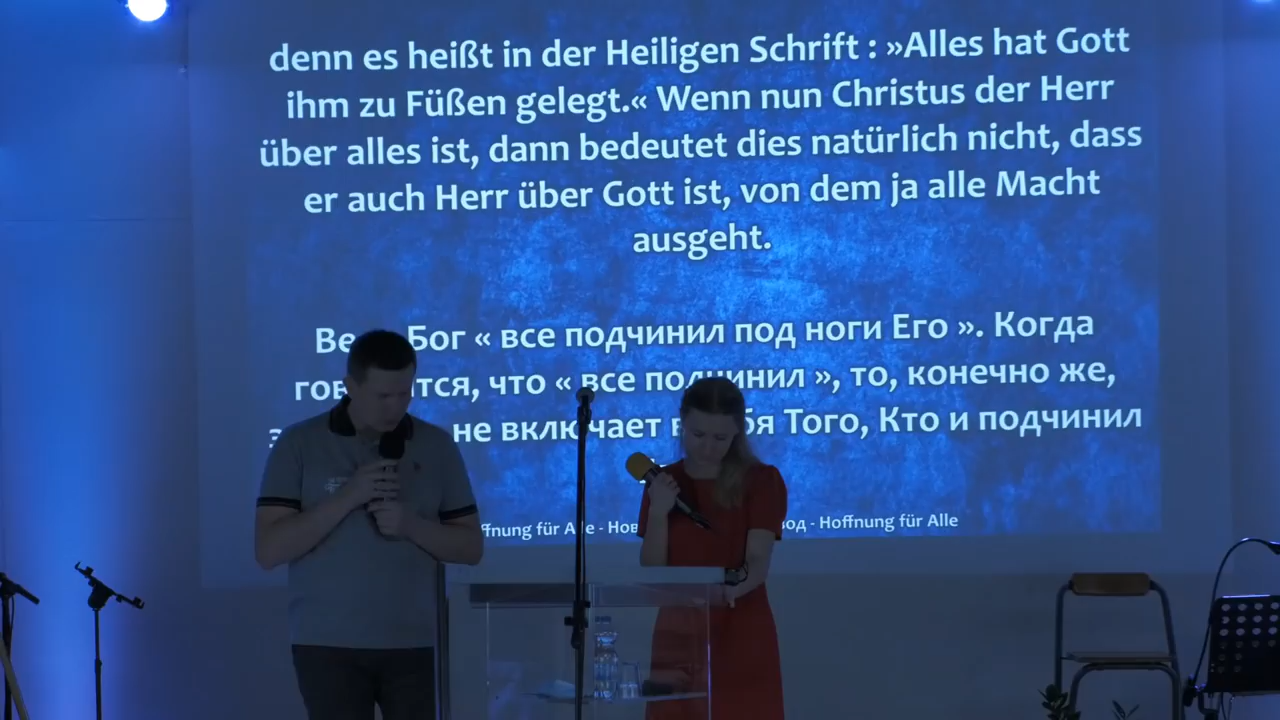 denn es heißt in der Heiligen Schrift : »Alles hat Gott
ihm zu Füßen gelegt.« Wenn nun Christus der Herr
über alles ist, dann bedeutet dies natürlich nicht, dass
er auch Herr über Gott ist, von dem ja alle Macht
ausgeht.
Бог « все подчинил под ноги Его ». Когда
что « все подчинил », то, конечно же,
не включает Того, Кто и подчинил
für Alle - Hoffnung für Alle